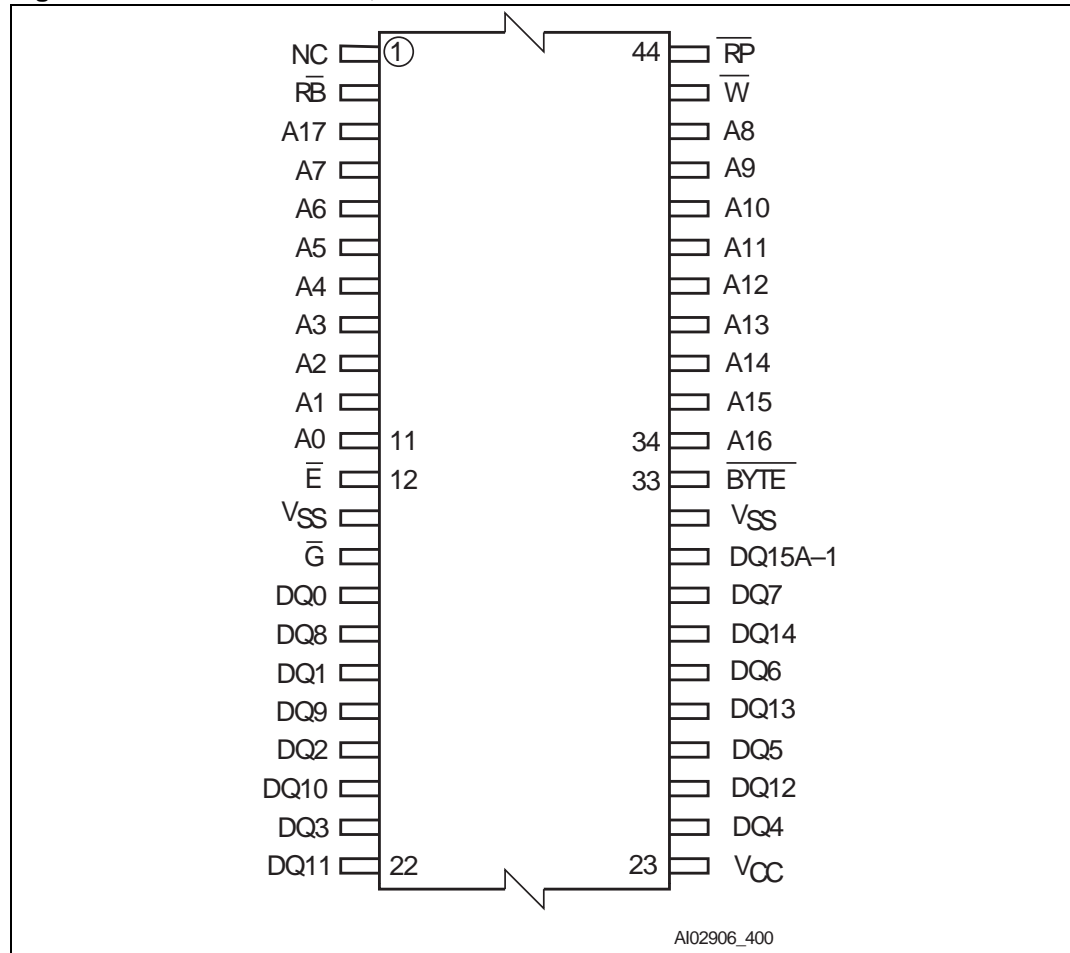 NC 1 44 R̅P̅
RB̅ W̅
A17 A8
A7 A9
A6 A10
A5 A11
A4 A12
A3 A13
A2 A14
A1 A15
A0 11 34 A16
E̅ 12 33 B̅Y̅T̅E̅
VSS VSS
G̅ DQ15A–1
DQ0 DQ7
DQ8 DQ14
DQ1 DQ6
DQ9 DQ13
DQ2 DQ5
DQ10 DQ12
DQ3 DQ4
DQ11 22 23 VCC
AI02906_400